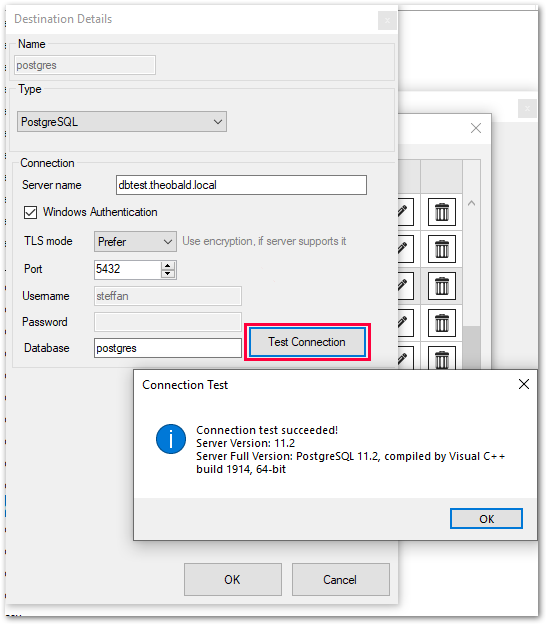 Destination Details
Name
postgres
Type
PostgreSQL
Connection
Server name dbtest.theobald.local
Windows Authentication
TLS mode Prefer Use encryption, if server supports it
Port 5432
Username steffan
Password
Database postgres Test Connection
Connection Test
Connection test succeeded!
Server Version: 11.2
Server Full Version: PostgreSQL 11.2, compiled by Visual C++
build 1914, 64-bit
OK
OK Cancel